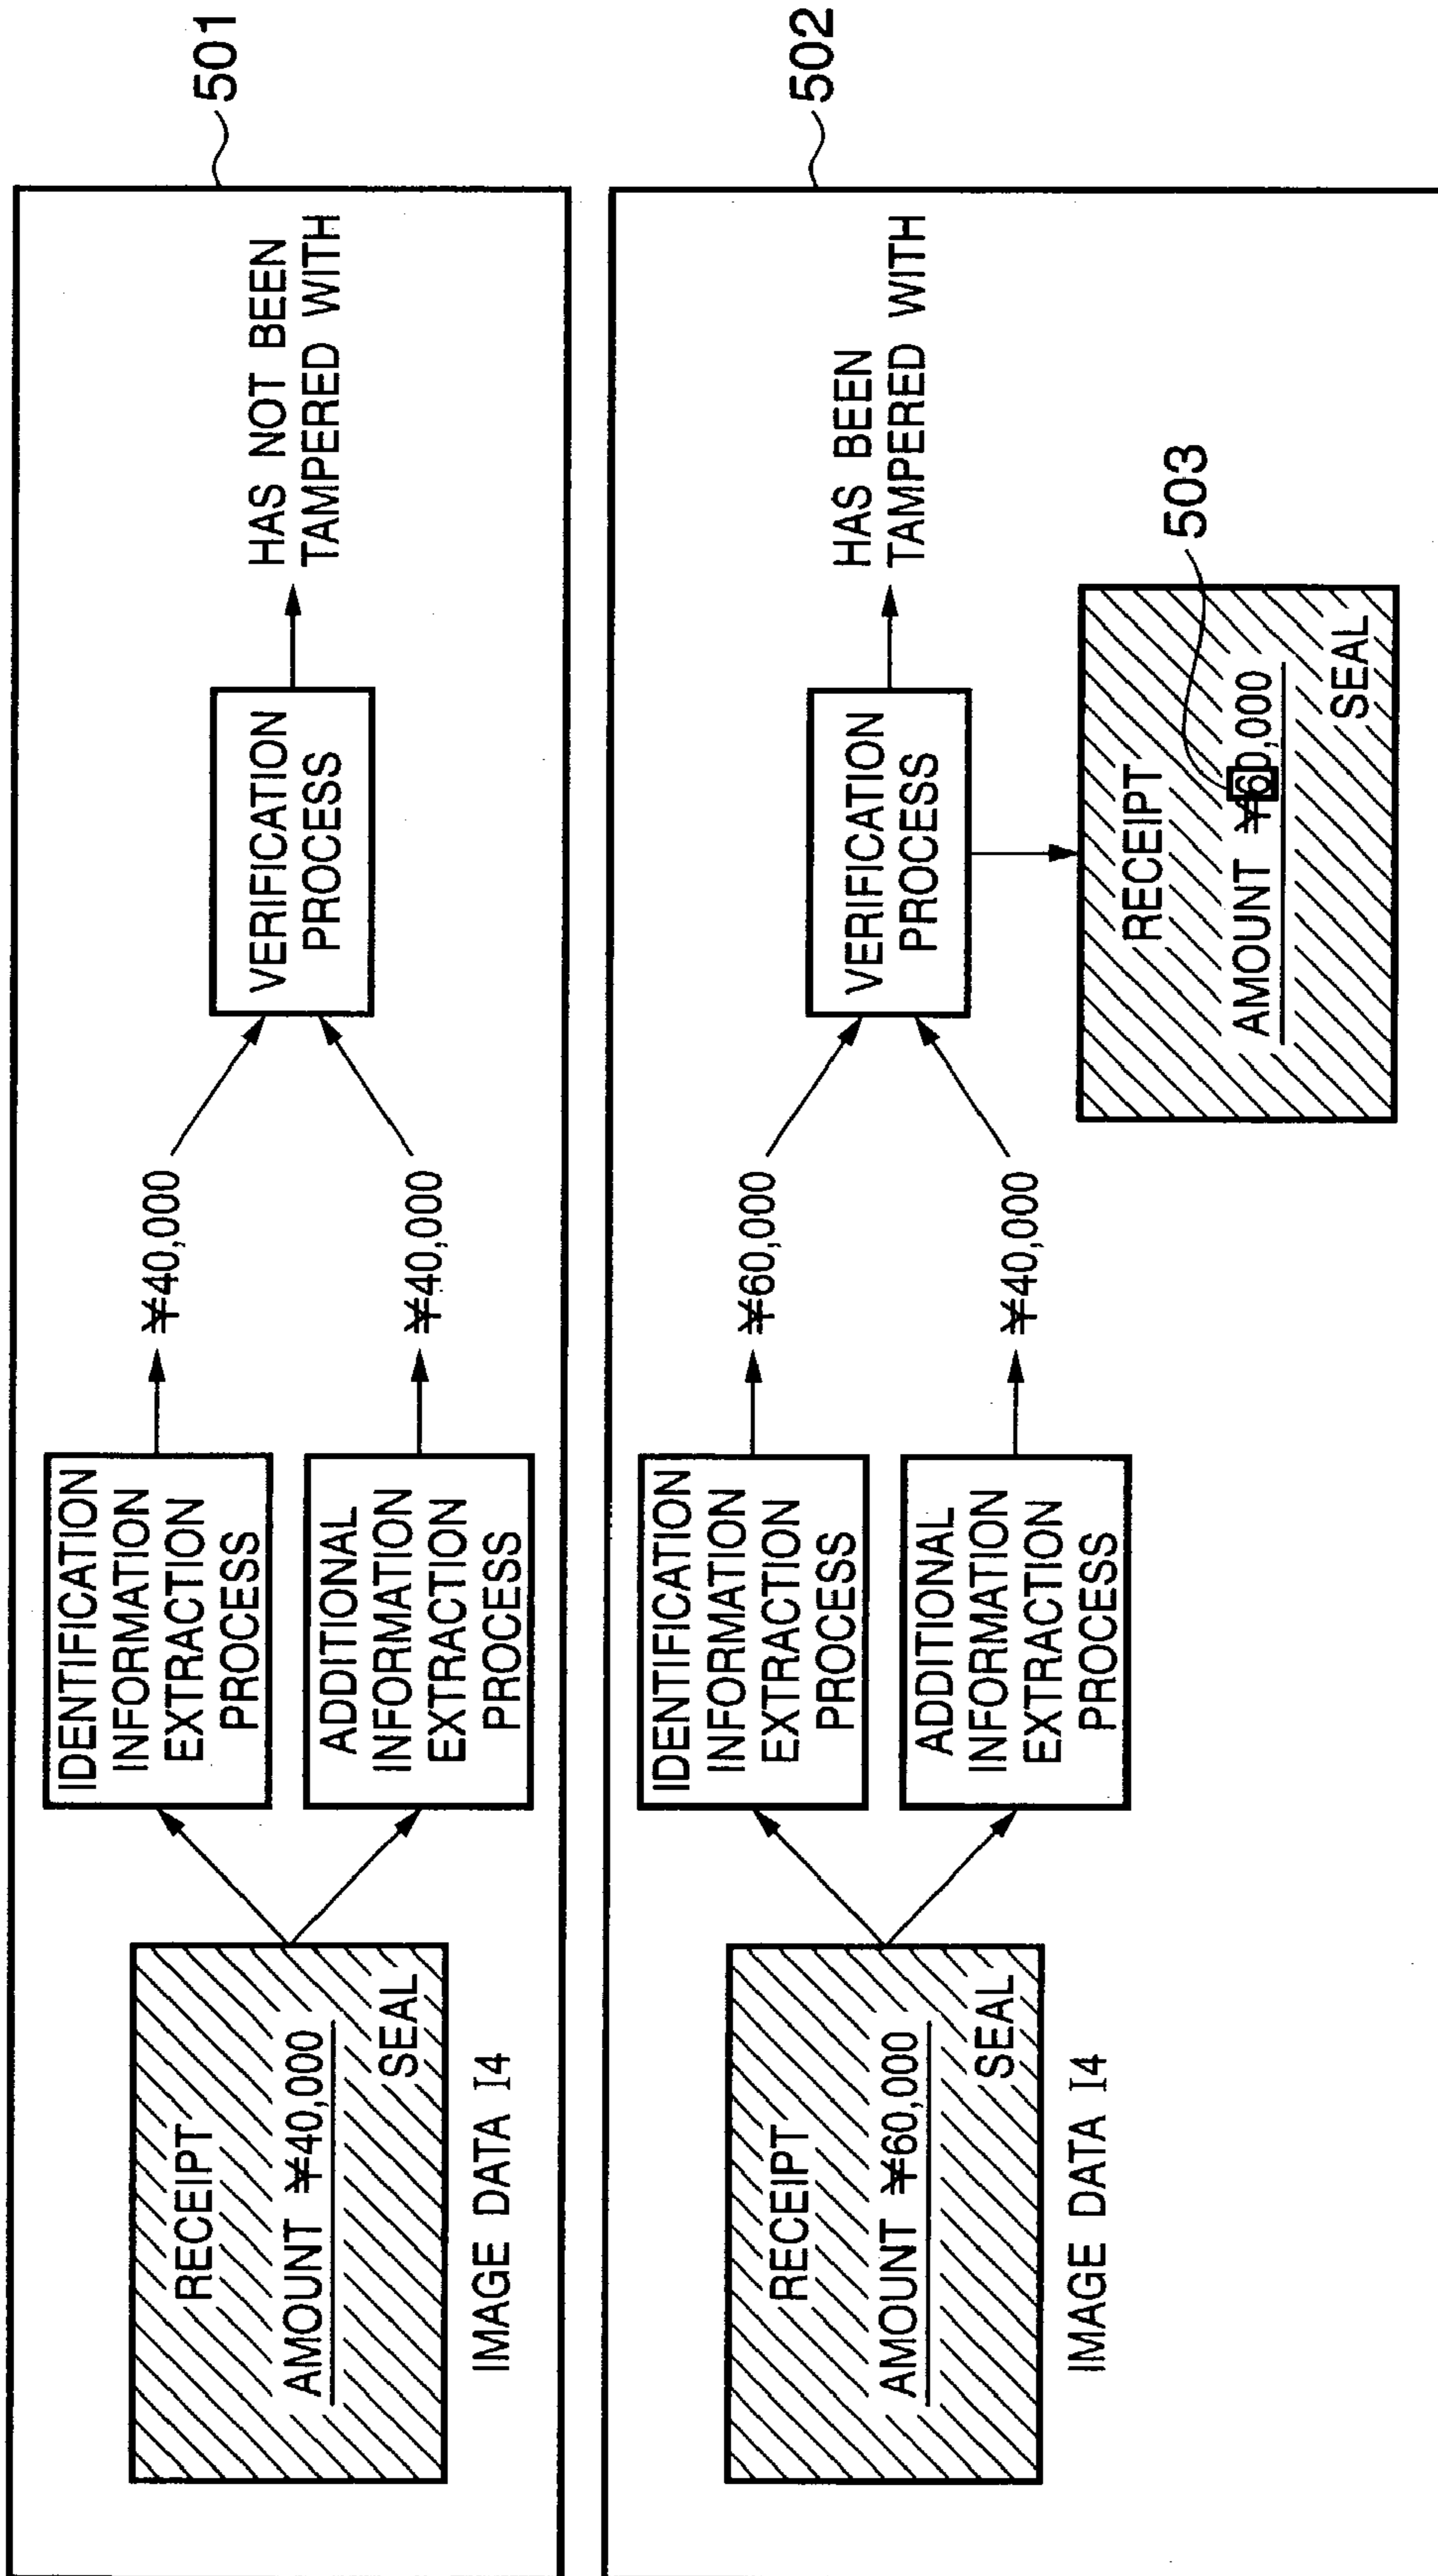 501
RECEIPT
AMOUNT ¥40,000
SEAL
IMAGE DATA I4
IDENTIFICATION
INFORMATION
EXTRACTION
PROCESS
¥40,000
ADDITIONAL
INFORMATION
EXTRACTION
PROCESS
¥40,000
VERIFICATION
PROCESS
HAS NOT BEEN
TAMPERED WITH
502
RECEIPT
AMOUNT ¥60,000
SEAL
IMAGE DATA I4
IDENTIFICATION
INFORMATION
EXTRACTION
PROCESS
¥60,000
ADDITIONAL
INFORMATION
EXTRACTION
PROCESS
¥40,000
VERIFICATION
PROCESS
HAS BEEN
TAMPERED WITH
503
RECEIPT
AMOUNT ¥60,000
SEAL